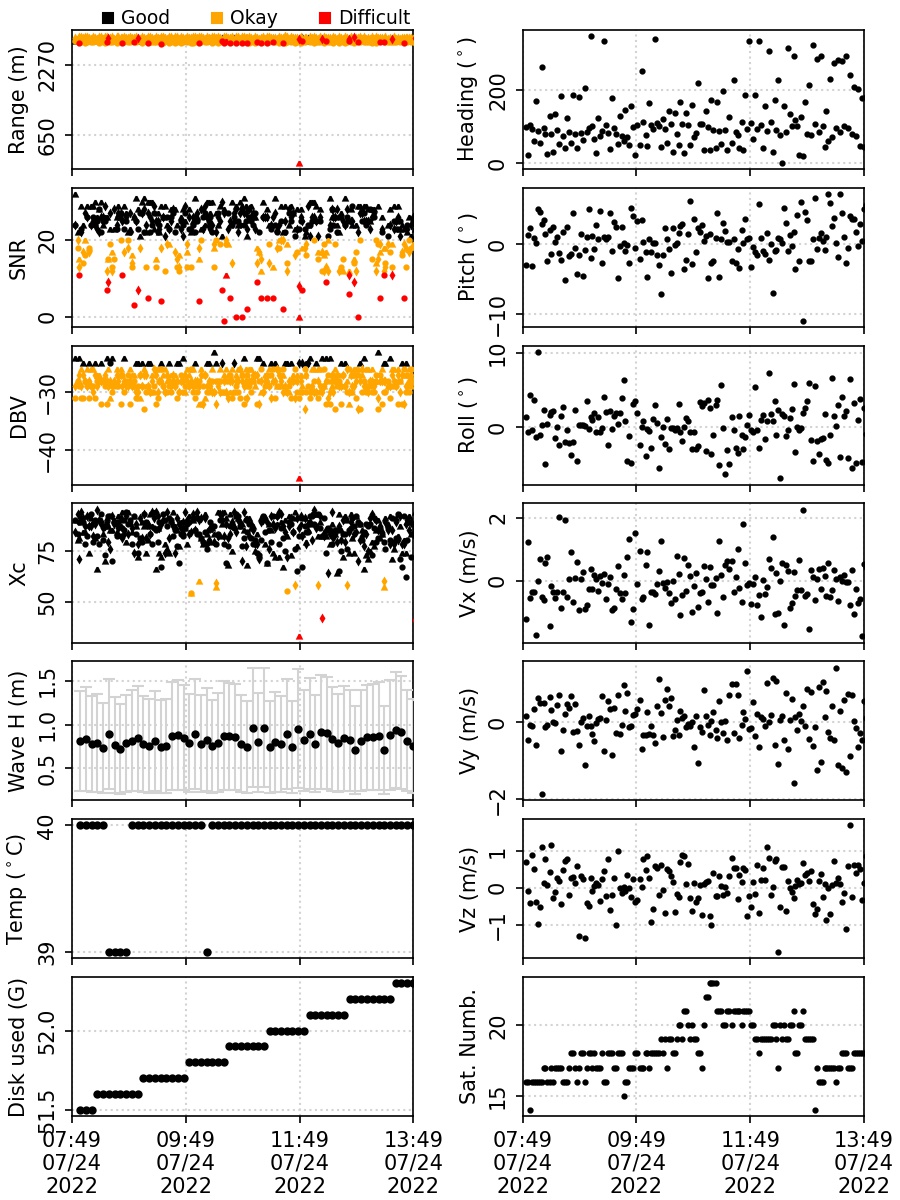 Good Okay Difficult
Range (m)
2270
650
Heading (°)
200
0
SNR
20
0
Pitch (°)
0
−10
DBV
−30
−40
Roll (°)
10
0
Xc
75
50
Vx (m/s)
2
0
Wave H (m)
1.5
1.0
0.5
Vy (m/s)
0
−2
Temp (°C)
40
39
Vz (m/s)
1
0
−1
Disk used (G)
52.0
51.5
Sat. Numb.
20
15
07:49 09:49 11:49 13:49
07/24 07/24 07/24 07/24
2022 2022 2022 2022
07:49 09:49 11:49 13:49
07/24 07/24 07/24 07/24
2022 2022 2022 2022